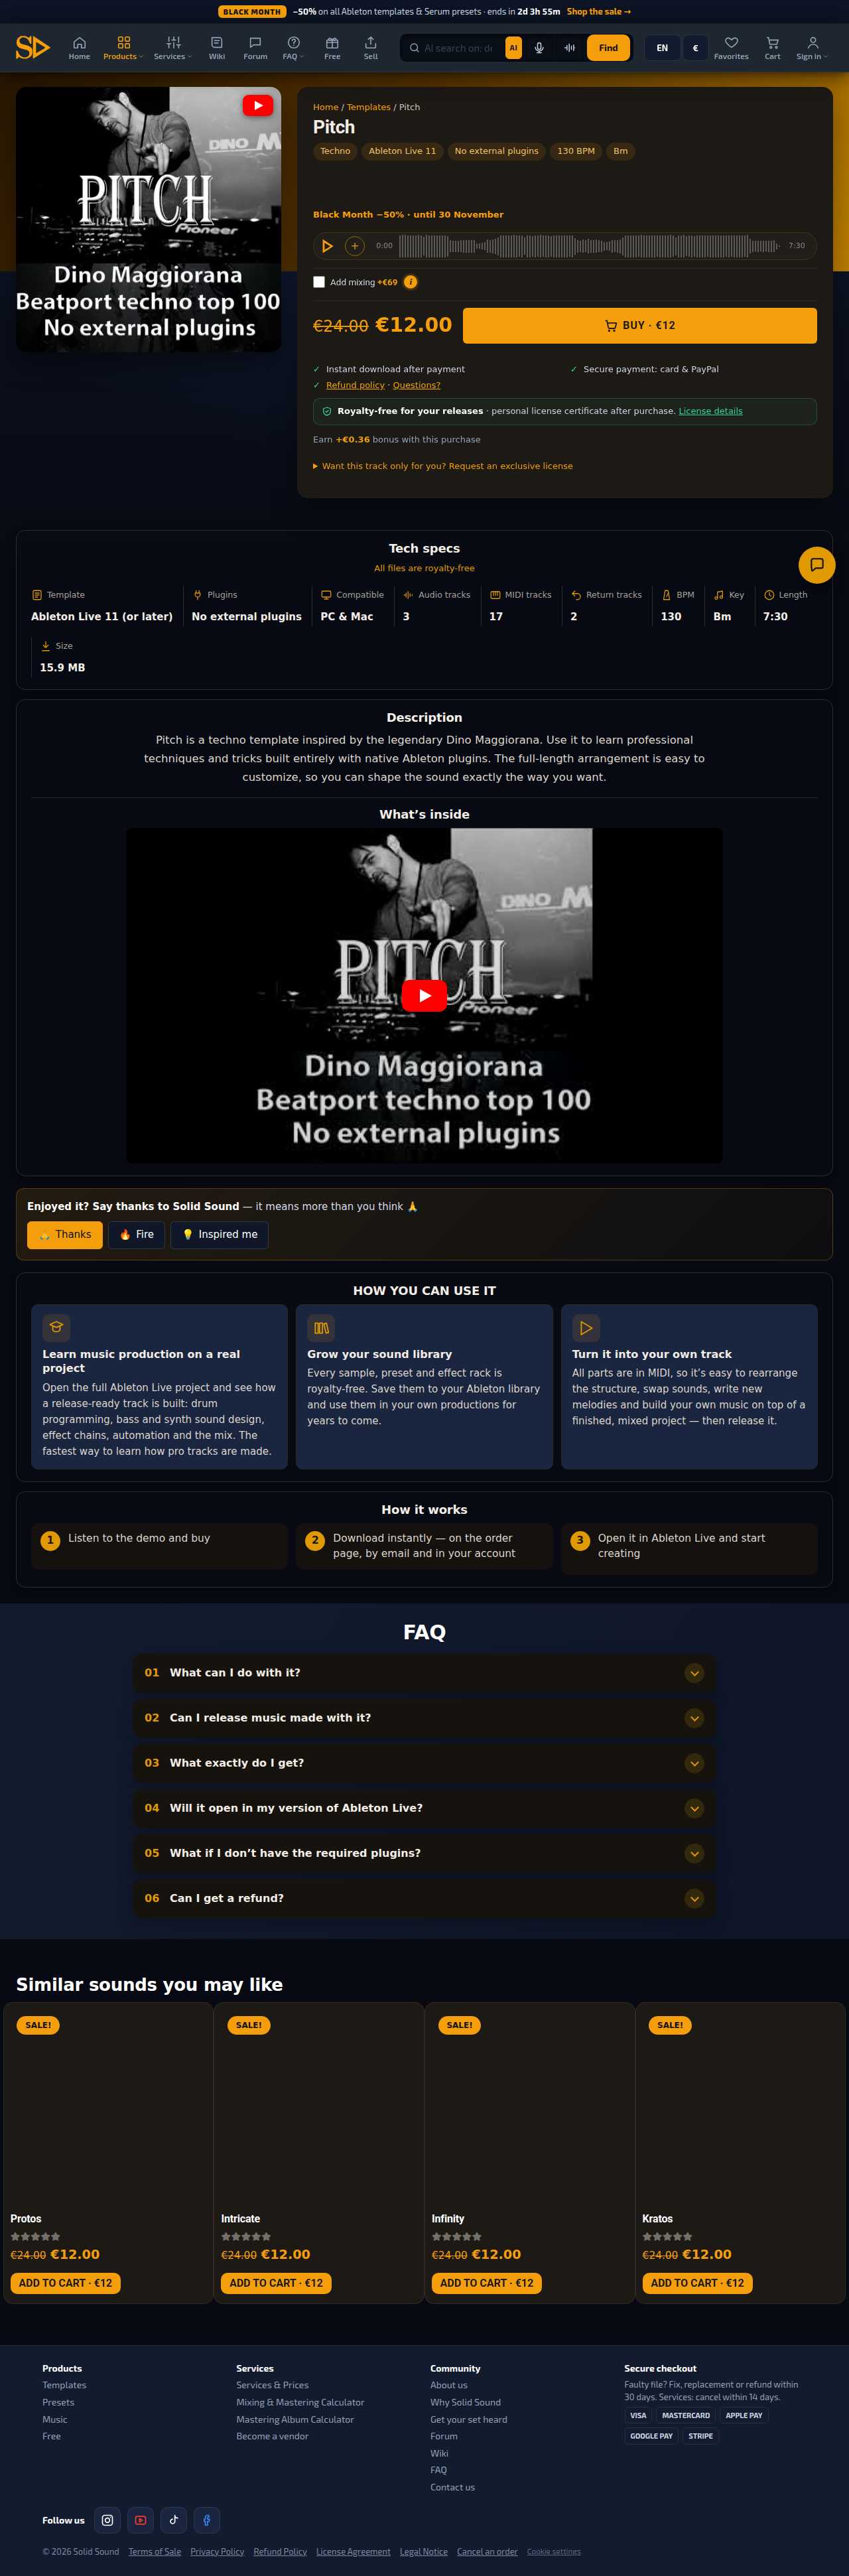 BLACK MONTH −50% on all Ableton templates & Serum presets · ends in 2d 3h 55m Shop the sale →
Home Products Services Wiki Forum FAQ Free Sell
AI search on: de AI Find EN € Favorites Cart Sign in
PITCH
Pioneer
Dino Maggiorana
Beatport techno top 100
No external plugins
Home / Templates / Pitch
Pitch
Techno Ableton Live 11 No external plugins 130 BPM Bm
Black Month −50% · until 30 November
0:00 7:30
Add mixing +€69 i
€24.00 €12.00 BUY · €12
✓ Instant download after payment ✓ Secure payment: card & PayPal
✓ Refund policy · Questions?
Royalty-free for your releases · personal license certificate after purchase. License details
Earn +€0.36 bonus with this purchase
Want this track only for you? Request an exclusive license
Tech specs
All files are royalty-free
Template Plugins Compatible Audio tracks MIDI tracks Return tracks BPM Key Length
Ableton Live 11 (or later) No external plugins PC & Mac 3 17 2 130 Bm 7:30
Size
15.9 MB
Description
Pitch is a techno template inspired by the legendary Dino Maggiorana. Use it to learn professional
techniques and tricks built entirely with native Ableton plugins. The full-length arrangement is easy to
customize, so you can shape the sound exactly the way you want.
What’s inside
PITCH
Pioneer
Dino Maggiorana
Beatport techno top 100
No external plugins
Enjoyed it? Say thanks to Solid Sound — it means more than you think 🙏
🙏 Thanks 🔥 Fire 💡 Inspired me
HOW YOU CAN USE IT
Learn music production on a real
project
Open the full Ableton Live project and see how
a release-ready track is built: drum
programming, bass and synth sound design,
effect chains, automation and the mix. The
fastest way to learn how pro tracks are made.
Grow your sound library
Every sample, preset and effect rack is
royalty-free. Save them to your Ableton library
and use them in your own productions for
years to come.
Turn it into your own track
All parts are in MIDI, so it’s easy to rearrange
the structure, swap sounds, write new
melodies and build your own music on top of a
finished, mixed project — then release it.
How it works
1 Listen to the demo and buy
2 Download instantly — on the order
page, by email and in your account
3 Open it in Ableton Live and start
creating
FAQ
01 What can I do with it?
02 Can I release music made with it?
03 What exactly do I get?
04 Will it open in my version of Ableton Live?
05 What if I don’t have the required plugins?
06 Can I get a refund?
Similar sounds you may like
SALE! SALE! SALE! SALE!
Protos Intricate Infinity Kratos
€24.00 €12.00 €24.00 €12.00 €24.00 €12.00 €24.00 €12.00
ADD TO CART · €12 ADD TO CART · €12 ADD TO CART · €12 ADD TO CART · €12
Products
Templates
Presets
Music
Free
Services
Services & Prices
Mixing & Mastering Calculator
Mastering Album Calculator
Become a vendor
Community
About us
Why Solid Sound
Get your set heard
Forum
Wiki
FAQ
Contact us
Secure checkout
Faulty file? Fix, replacement or refund within
30 days. Services: cancel within 14 days.
VISA MASTERCARD APPLE PAY
GOOGLE PAY STRIPE
Follow us
© 2026 Solid Sound Terms of Sale Privacy Policy Refund Policy License Agreement Legal Notice Cancel an order Cookie settings